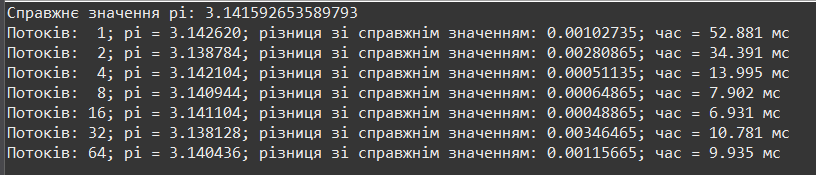 Справжнє значення pi: 3.141592653589793
Потоків:  1; pi = 3.142620; різниця зі справжнім значенням: 0.00102735; час = 52.881 мс
Потоків:  2; pi = 3.138784; різниця зі справжнім значенням: 0.00280865; час = 34.391 мс
Потоків:  4; pi = 3.142104; різниця зі справжнім значенням: 0.00051135; час = 13.995 мс
Потоків:  8; pi = 3.140944; різниця зі справжнім значенням: 0.00064865; час = 7.902 мс
Потоків: 16; pi = 3.141104; різниця зі справжнім значенням: 0.00048865; час = 6.931 мс
Потоків: 32; pi = 3.138128; різниця зі справжнім значенням: 0.00346465; час = 10.781 мс
Потоків: 64; pi = 3.140436; різниця зі справжнім значенням: 0.00115665; час = 9.935 мс